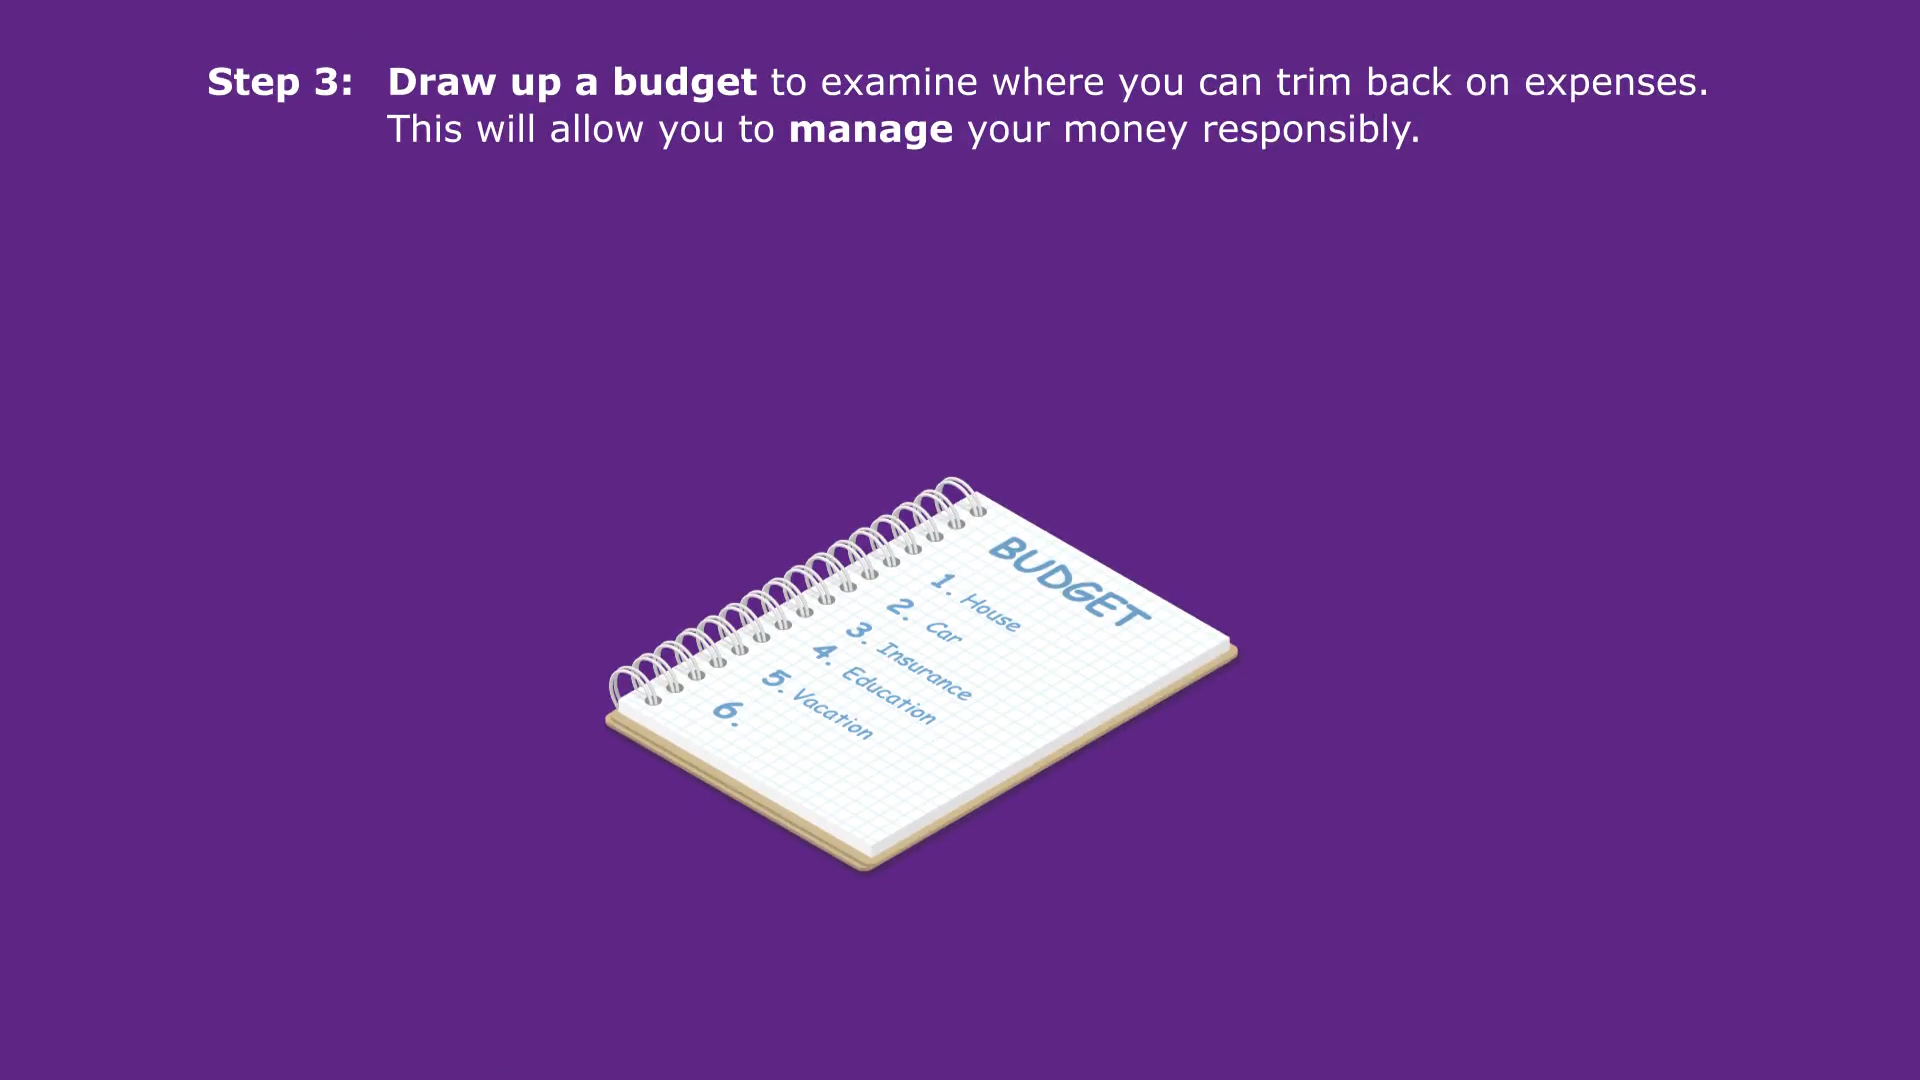 Step 3: Draw up a budget to examine where you can trim back on expenses.
This will allow you to manage your money responsibly.
BUDGET
1. House
2. Car
3. Insurance
4. Education
5. Vacation
6.